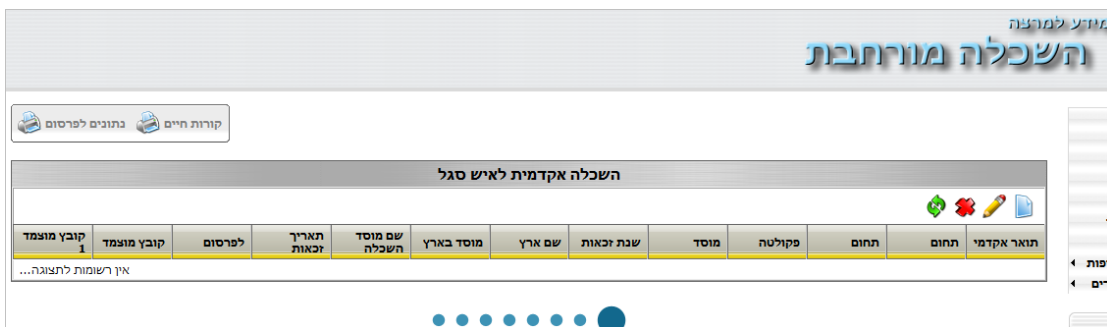 מידע למרצה
השכלה מורחבת
קורות חיים נתונים לפרסום
השכלה אקדמית לאיש סגל
תואר אקדמי תחום תחום פקולטה מוסד שנת זכאות שם ארץ מוסד בארץ שם מוסד השכלה תאריך זכאות לפרסום קובץ מוצמד קובץ מוצמד 1
אין רשומות לתצוגה...